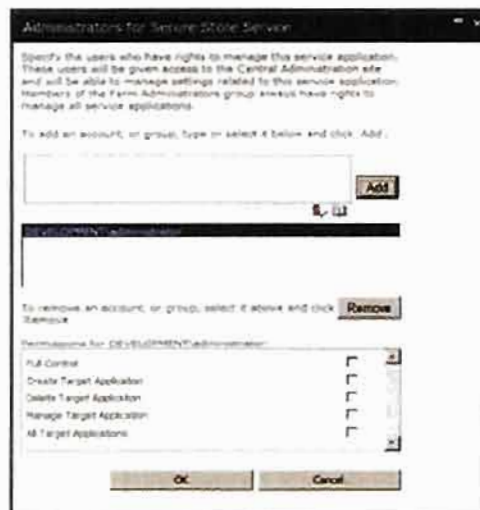 Administrators for Secure Store Service
Specify the users who have rights to manage this service application.
These users will be given access to the Central Administration site
and will be able to manage settings related to this service application.
Members of the Farm Administrators group always have rights to
manage all service applications.
To add an account, or group, type or select it below and click 'Add'.
Add
DEVELOPMENT\administrator
To remove an account, or group, select it above and click
'Remove'
Remove
Permissions for DEVELOPMENT\administrator:
Full Control
Create Target Application
Delete Target Application
Manage Target Application
All Target Applications
OK
Cancel